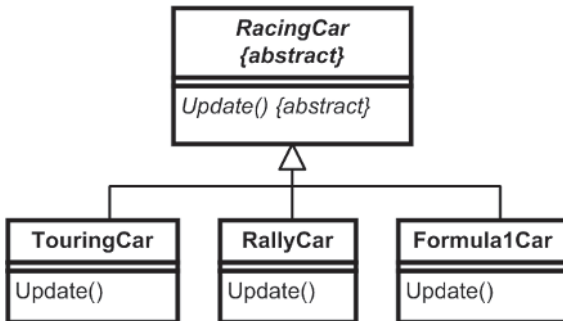 RacingCar
{abstract}
Update() {abstract}
TouringCar
RallyCar
Formula1Car
Update()
Update()
Update()